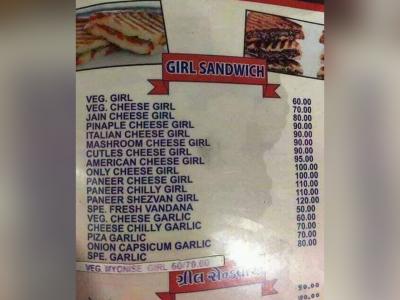 GIRL SANDWICH
VEG. GIRL 60.00
VEG. CHEESE GIRL 70.00
JAIN CHEESE GIRL 80.00
PINAPLE CHEESE GIRL 90.00
ITALIAN CHEESE GIRL 90.00
MASHROOM CHEESE GIRL 90.00
CUTLES CHEESE GIRL 90.00
AMERICAN CHEESE GIRL 95.00
ONLY CHEESE GIRL 100.00
PANEER CHEESE GIRL 100.00
PANEER CHILLY GIRL 110.00
PANEER SHEZVAN GIRL 110.00
SPE. FRESH VANDANA 120.00
VEG. CHEESE GARLIC 50.00
CHEESE CHILLY GARLIC 60.00
PIZA GARLIC 70.00
ONION CAPSICUM GARLIC 70.00
SPE. GARLIC 80.00
VEG MYONISE GIRL 60/70.00
ગ્રીલ સેન્ડવીચ